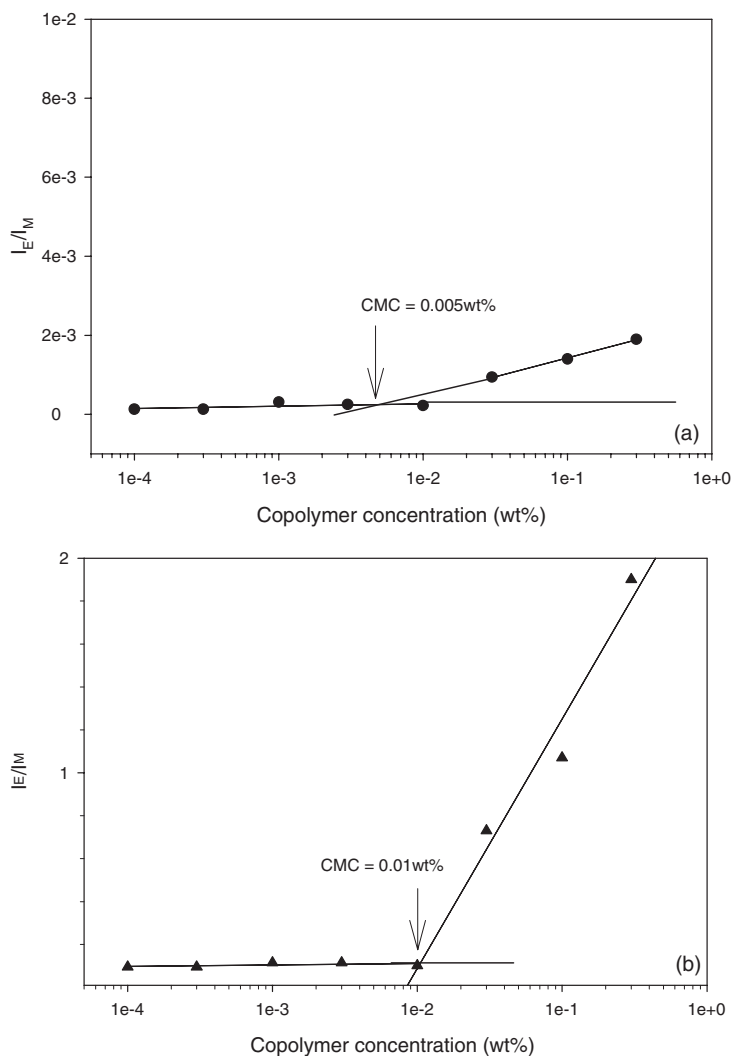 1e-2
8e-3
6e-3
4e-3
2e-3
0
I_E/I_M
CMC = 0.005wt%
(a)
1e-4 1e-3 1e-2 1e-1 1e+0
Copolymer concentration (wt%)
2
1
IE/IM
CMC = 0.01wt%
(b)
1e-4 1e-3 1e-2 1e-1 1e+0
Copolymer concentration (wt%)